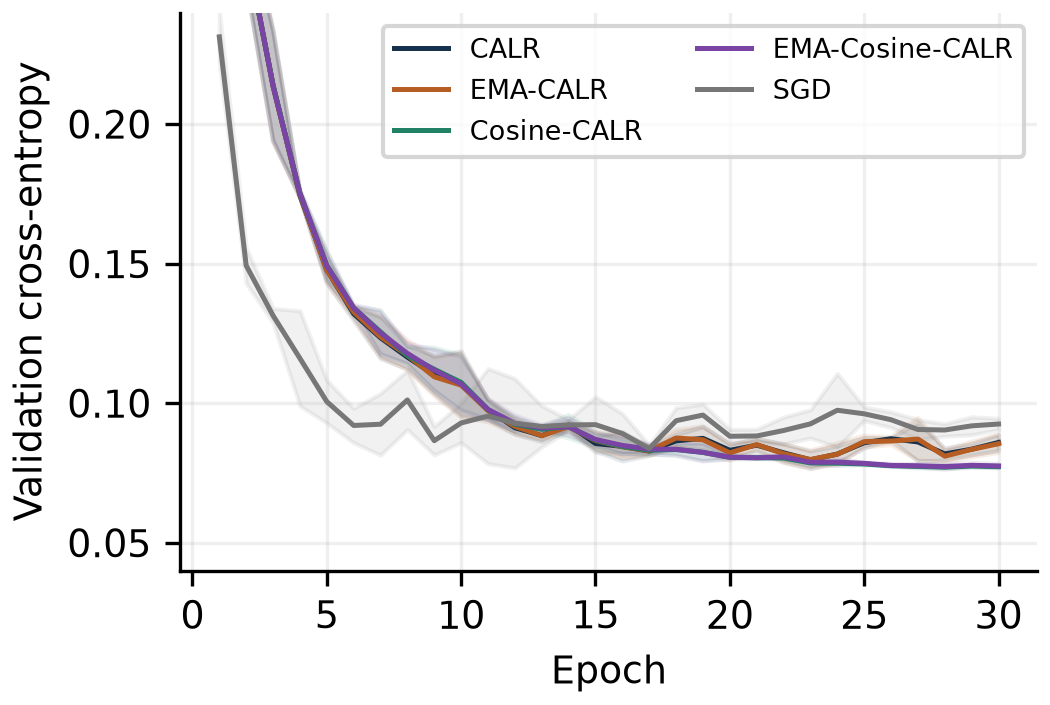 CALR
EMA-CALR
Cosine-CALR
EMA-Cosine-CALR
SGD
Validation cross-entropy
0.20
0.15
0.10
0.05
0 5 10 15 20 25 30
Epoch